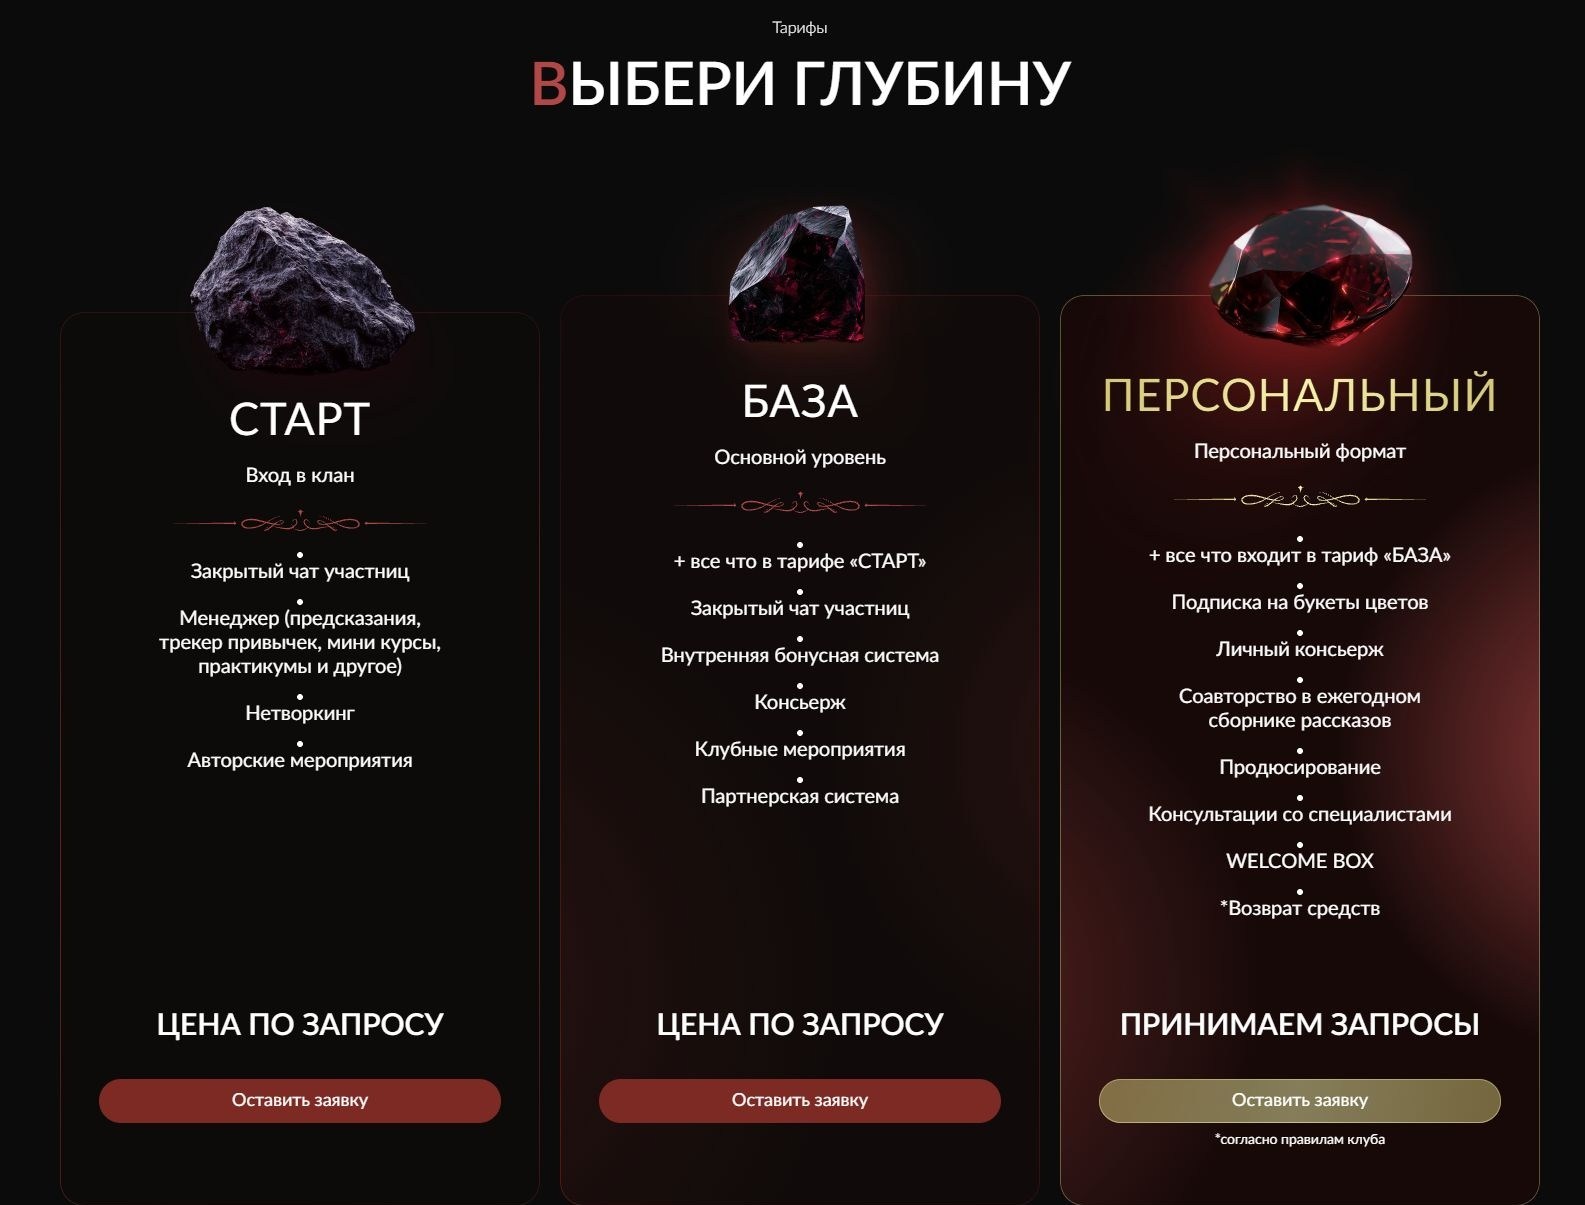 Тарифы
ВЫБЕРИ ГЛУБИНУ
СТАРТ
Вход в клан
Закрытый чат участниц
Менеджер (предсказания,
трекер привычек, мини курсы,
практикумы и другое)
Нетворкинг
Авторские мероприятия
ЦЕНА ПО ЗАПРОСУ
Оставить заявку
БАЗА
Основной уровень
+ все что в тарифе «СТАРТ»
Закрытый чат участниц
Внутренняя бонусная система
Консьерж
Клубные мероприятия
Партнерская система
ЦЕНА ПО ЗАПРОСУ
Оставить заявку
ПЕРСОНАЛЬНЫЙ
Персональный формат
+ все что входит в тариф «БАЗА»
Подписка на букеты цветов
Личный консьерж
Соавторство в ежегодном
сборнике рассказов
Продюсирование
Консультации со специалистами
WELCOME BOX
*Возврат средств
ПРИНИМАЕМ ЗАПРОСЫ
Оставить заявку
*согласно правилам клуба